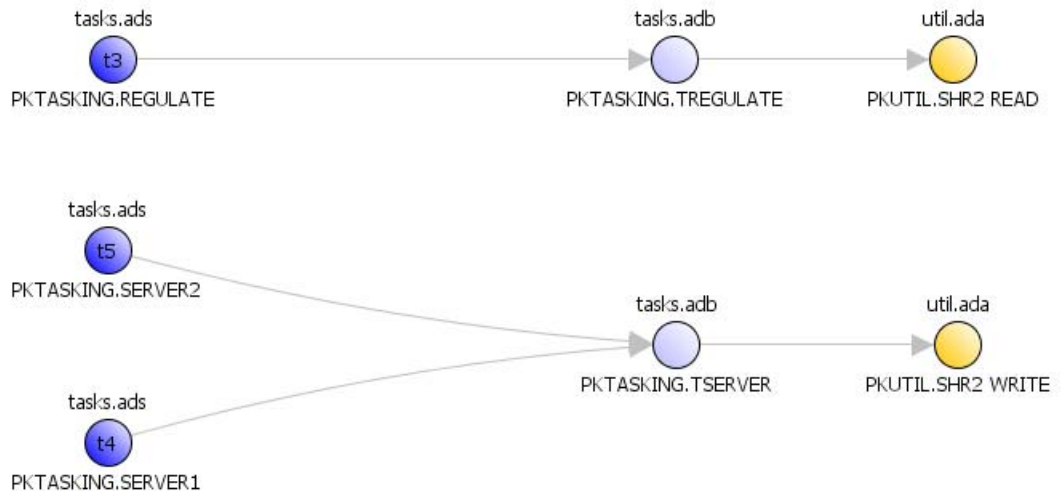 tasks.ads
tasks.adb
util.ada
t3
PKTASKING.REGULATE
PKTASKING.TREGULATE
PKUTIL.SHR2 READ
tasks.ads
t5
PKTASKING.SERVER2
tasks.adb
util.ada
PKTASKING.TSERVER
PKUTIL.SHR2 WRITE
tasks.ads
t4
PKTASKING.SERVER1